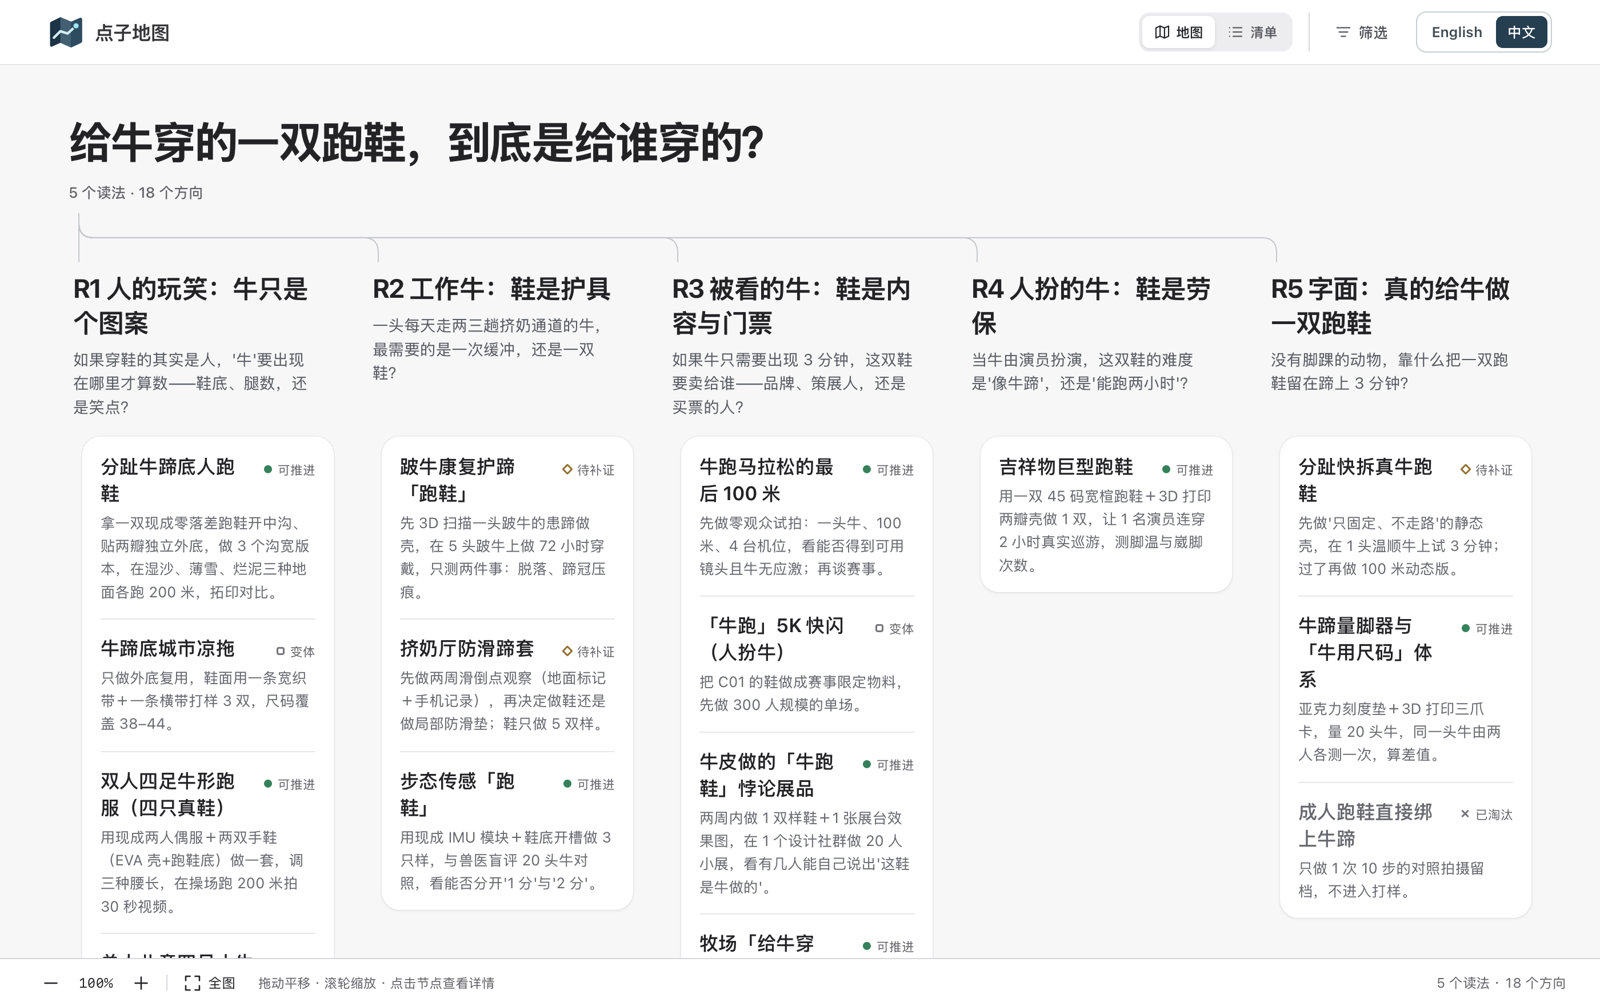 点子地图
地图
清单
筛选
English
中文
给牛穿的一双跑鞋，到底是给谁穿的?
5 个读法 · 18 个方向
R1 人的玩笑：牛只是
个图案
如果穿鞋的其实是人，'牛'要出现
在哪里才算数——鞋底、腿数，还
是笑点?
分趾牛蹄底人跑
鞋
可推进
拿一双现成零落差跑鞋开中沟、
贴两瓣独立外底，做 3 个沟宽版
本，在湿沙、薄雪、烂泥三种地
面各跑 200 米，拓印对比。
牛蹄底城市凉拖
变体
只做外底复用，鞋面用一条宽织
带＋一条横带打样 3 双，尺码覆
盖 38–44。
双人四足牛形跑
服（四只真鞋）
可推进
用现成两人偶服＋两双手鞋
（EVA 壳+跑鞋底）做一套，调
三种腰长，在操场跑 200 米拍
30 秒视频。
R2 工作牛：鞋是护具
一头每天走两三趟挤奶通道的牛，
最需要的是一次缓冲，还是一双
鞋?
跛牛康复护蹄
「跑鞋」
待补证
先 3D 扫描一头跛牛的患蹄做
壳，在 5 头跛牛上做 72 小时穿
戴，只测两件事：脱落、蹄冠压
痕。
挤奶厅防滑蹄套
待补证
先做两周滑倒点观察（地面标记
＋手机记录），再决定做鞋还是
做局部防滑垫；鞋只做 5 双样。
步态传感「跑
鞋」
可推进
用现成 IMU 模块＋鞋底开槽做 3
只样，与兽医盲评 20 头牛对
照，看能否分开'1 分'与'2 分'。
R3 被看的牛：鞋是内
容与门票
如果牛只需要出现 3 分钟，这双鞋
要卖给谁——品牌、策展人，还是
买票的人?
牛跑马拉松的最
后 100 米
可推进
先做零观众试拍：一头牛、100
米、4 台机位，看能否得到可用
镜头且牛无应激；再谈赛事。
「牛跑」5K 快闪
（人扮牛）
变体
把 C01 的鞋做成赛事限定物料，
先做 300 人规模的单场。
牛皮做的「牛跑
鞋」悖论展品
可推进
两周内做 1 双样鞋＋1 张展台效
果图，在 1 个设计社群做 20 人
小展，看有几人能自己说出'这鞋
是牛做的'。
牧场「给牛穿
可推进
R4 人扮的牛：鞋是劳
保
当牛由演员扮演，这双鞋的难度
是'像牛蹄'，还是'能跑两小时'?
吉祥物巨型跑鞋
可推进
用一双 45 码宽楦跑鞋＋3D 打印
两瓣壳做 1 双，让 1 名演员连穿
2 小时真实巡游，测脚温与崴脚
次数。
R5 字面：真的给牛做
一双跑鞋
没有脚踝的动物，靠什么把一双跑
鞋留在蹄上 3 分钟?
分趾快拆真牛跑
鞋
待补证
先做'只固定、不走路'的静态
壳，在 1 头温顺牛上试 3 分钟；
过了再做 100 米动态版。
牛蹄量脚器与
「牛用尺码」体
系
可推进
亚克力刻度垫＋3D 打印三爪
卡，量 20 头牛，同一头牛由两
人各测一次，算差值。
成人跑鞋直接绑
上牛蹄
已淘汰
只做 1 次 10 步的对照拍摄留
档，不进入打样。
100%
全图
拖动平移 · 滚轮缩放 · 点击节点查看详情
5 个读法 · 18 个方向